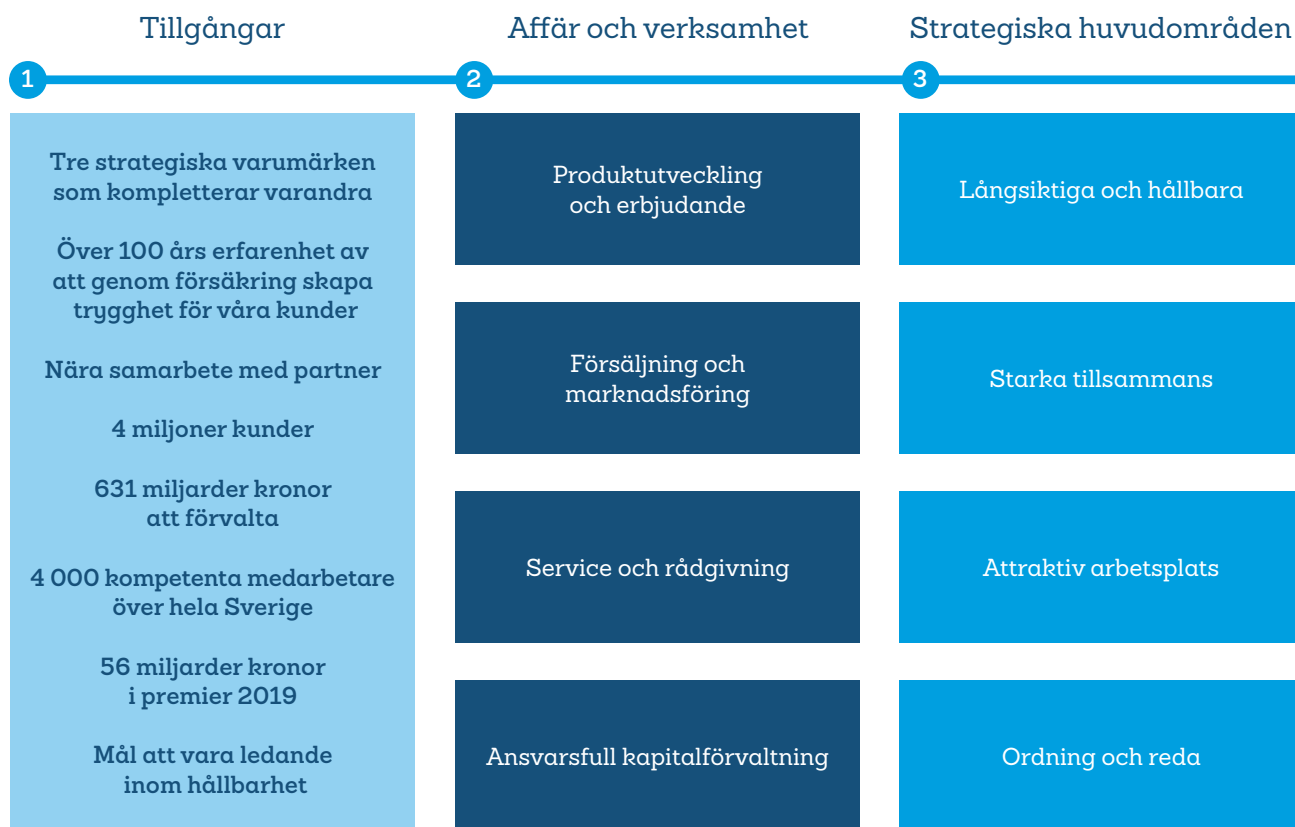 Tillgångar
Affär och verksamhet
Strategiska huvudområden
1
2
3
Tre strategiska varumärken
som kompletterar varandra
Över 100 års erfarenhet av
att genom försäkring skapa
trygghet för våra kunder
Nära samarbete med partner
4 miljoner kunder
631 miljarder kronor
att förvalta
4 000 kompetenta medarbetare
över hela Sverige
56 miljarder kronor
i premier 2019
Mål att vara ledande
inom hållbarhet
Produktutveckling
och erbjudande
Försäljning och
marknadsföring
Service och rådgivning
Ansvarsfull kapitalförvaltning
Långsiktiga och hållbara
Starka tillsammans
Attraktiv arbetsplats
Ordning och reda